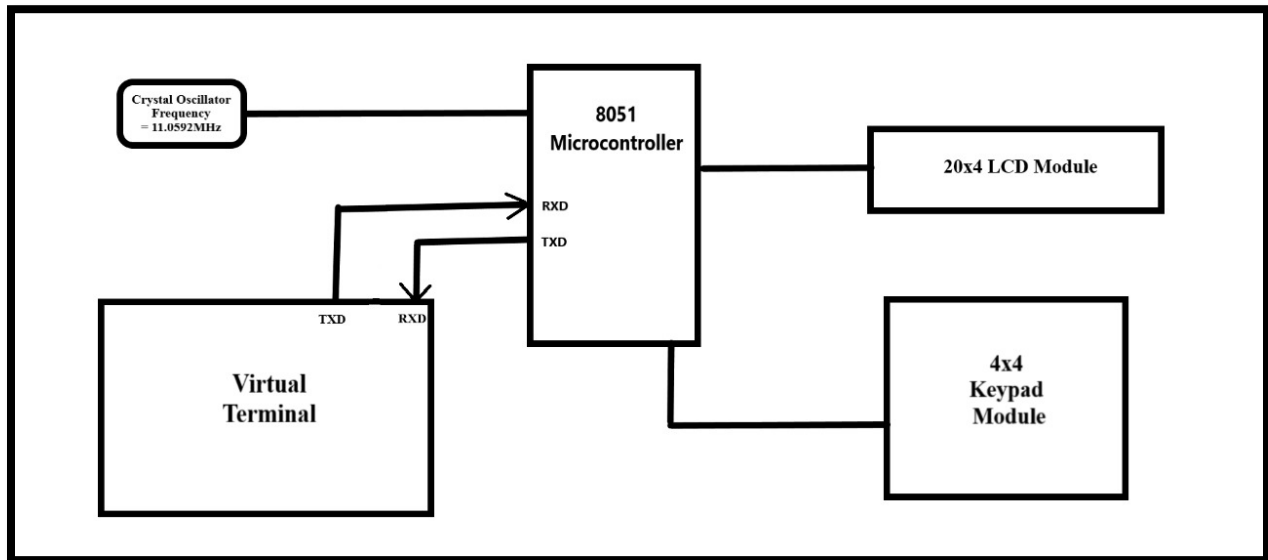 Crystal Oscillator
Frequency
= 11.0592MHz
8051
Microcontroller
RXD
TXD
20x4 LCD Module
TXD
RXD
Virtual
Terminal
4x4
Keypad
Module